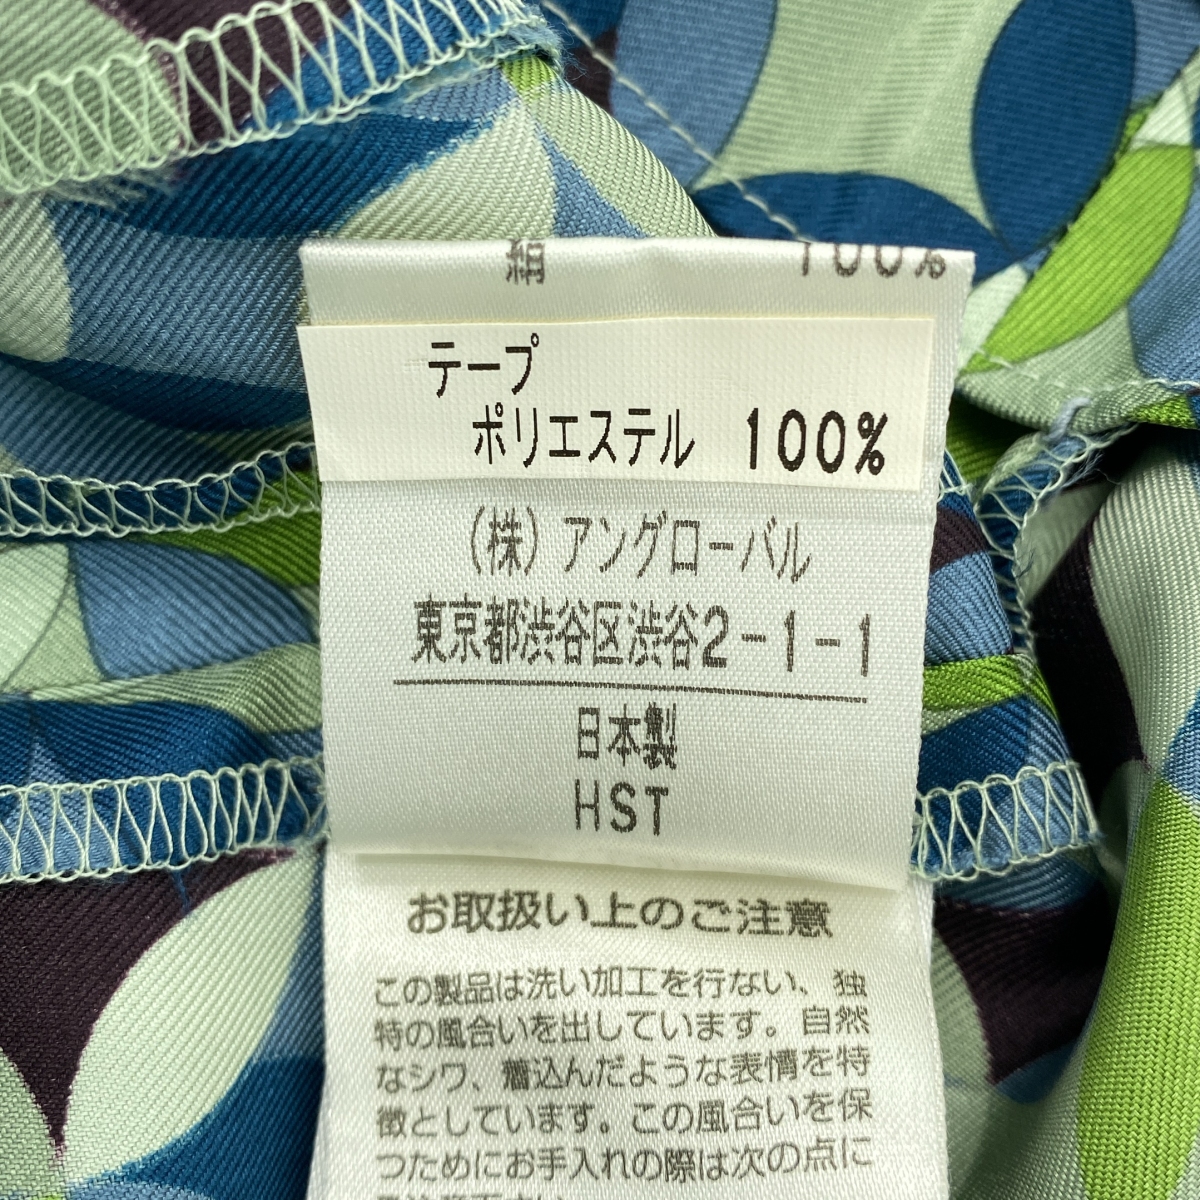 絹 100%
テープ
ポリエステル 100%
(株)アングローバル
東京都渋谷区渋谷2-1-1
日本製
HST
お取扱い上のご注意
この製品は洗い加工を行ない、独
特の風合いを出しています。自然
なシワ、着込んだような表情を特
徴としています。この風合いを保
つためにお手入れの際は次の点に